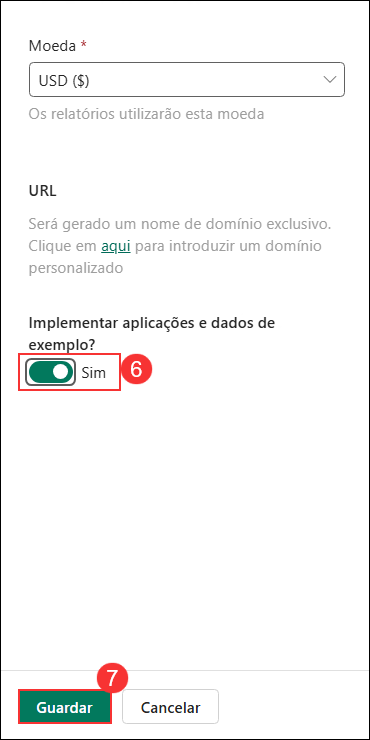 Moeda *
USD ($)
Os relatórios utilizarão esta moeda
URL
Será gerado um nome de domínio exclusivo.
Clique em aqui para introduzir um domínio
personalizado
Implementar aplicações e dados de
exemplo?
Sim
6
7
Guardar
Cancelar